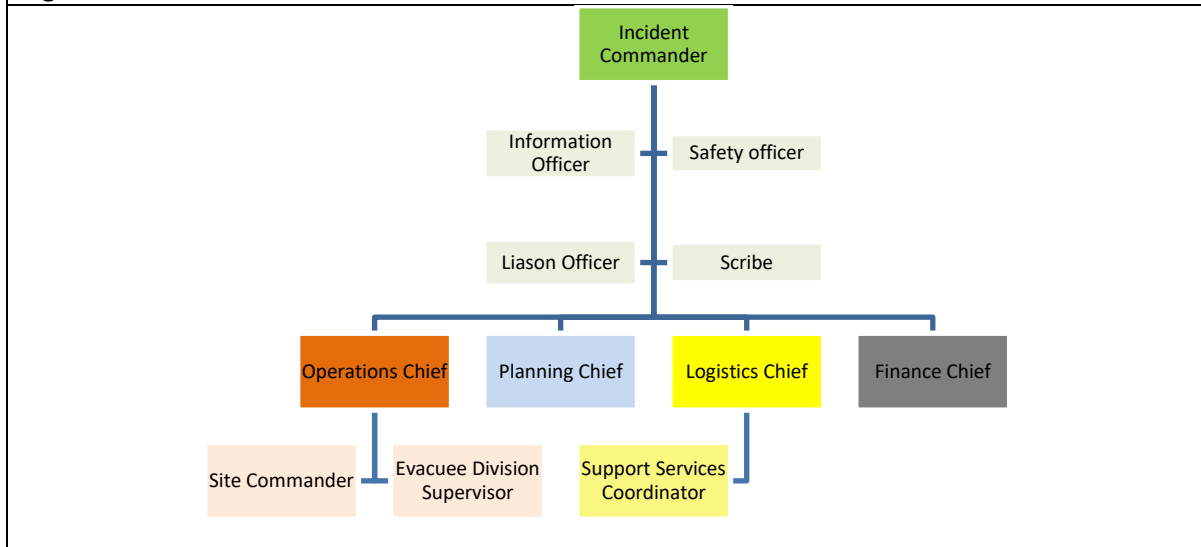 Incident
Commander
Information
Officer
Safety officer
Liason Officer
Scribe
Operations Chief
Planning Chief
Logistics Chief
Finance Chief
Site Commander
Evacuee Division
Supervisor
Support Services
Coordinator